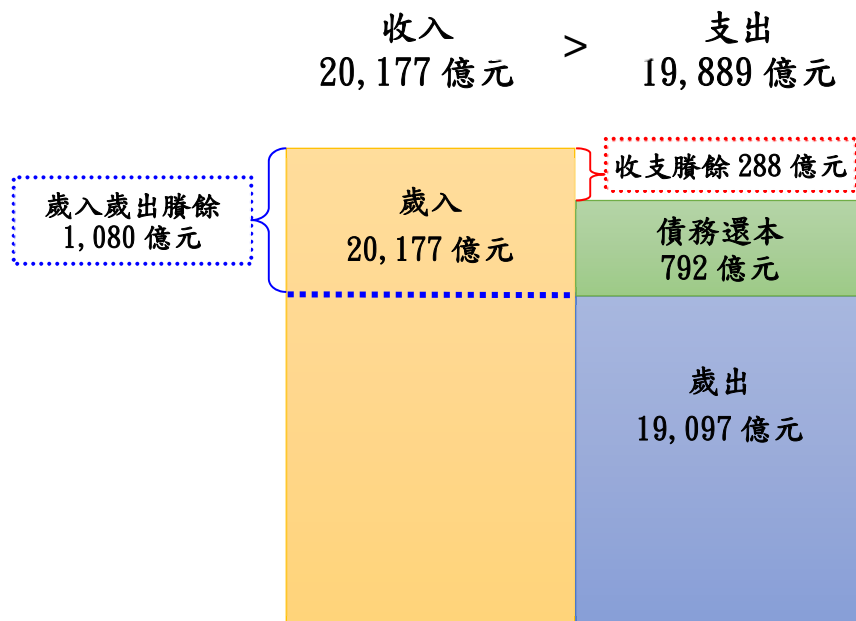 收入 > 支出
20,177 億元 19,889 億元
收支賸餘 288 億元
歲入歲出賸餘
1,080 億元
歲入
20,177 億元
債務還本
792 億元
歲出
19,097 億元